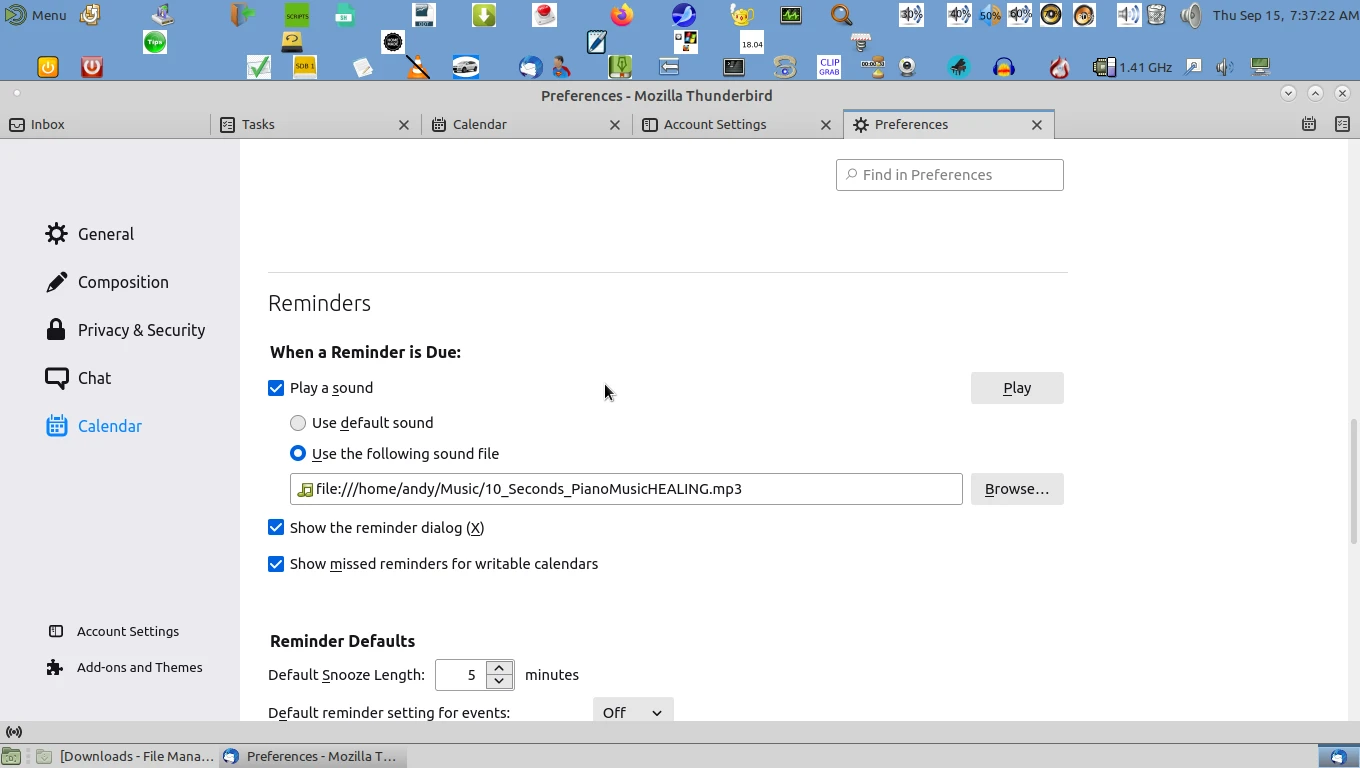 Menu
SCRIPTS
30%
40%
50%
60%
Thu Sep 15, 7:37:22 AM
Tips
18.04
SDB 1
CLIP
GRAB
1.41 GHz
Preferences - Mozilla Thunderbird
Inbox
Tasks
Calendar
Account Settings
Preferences
Find in Preferences
General
Composition
Privacy & Security
Chat
Calendar
Account Settings
Add-ons and Themes
Reminders
When a Reminder is Due:
Play a sound
Play
Use default sound
Use the following sound file
file:///home/andy/Music/10_Seconds_PianoMusicHEALING.mp3
Browse…
Show the reminder dialog (X)
Show missed reminders for writable calendars
Reminder Defaults
Default Snooze Length: 5 minutes
Default reminder setting for events: Off
[Downloads - File Mana...
Preferences - Mozilla T...